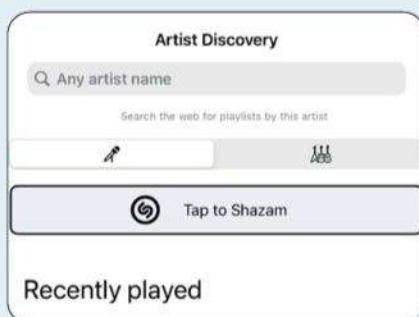 Artist Discovery
Any artist name
Search the web for playlists by this artist
Tap to Shazam
Recently played